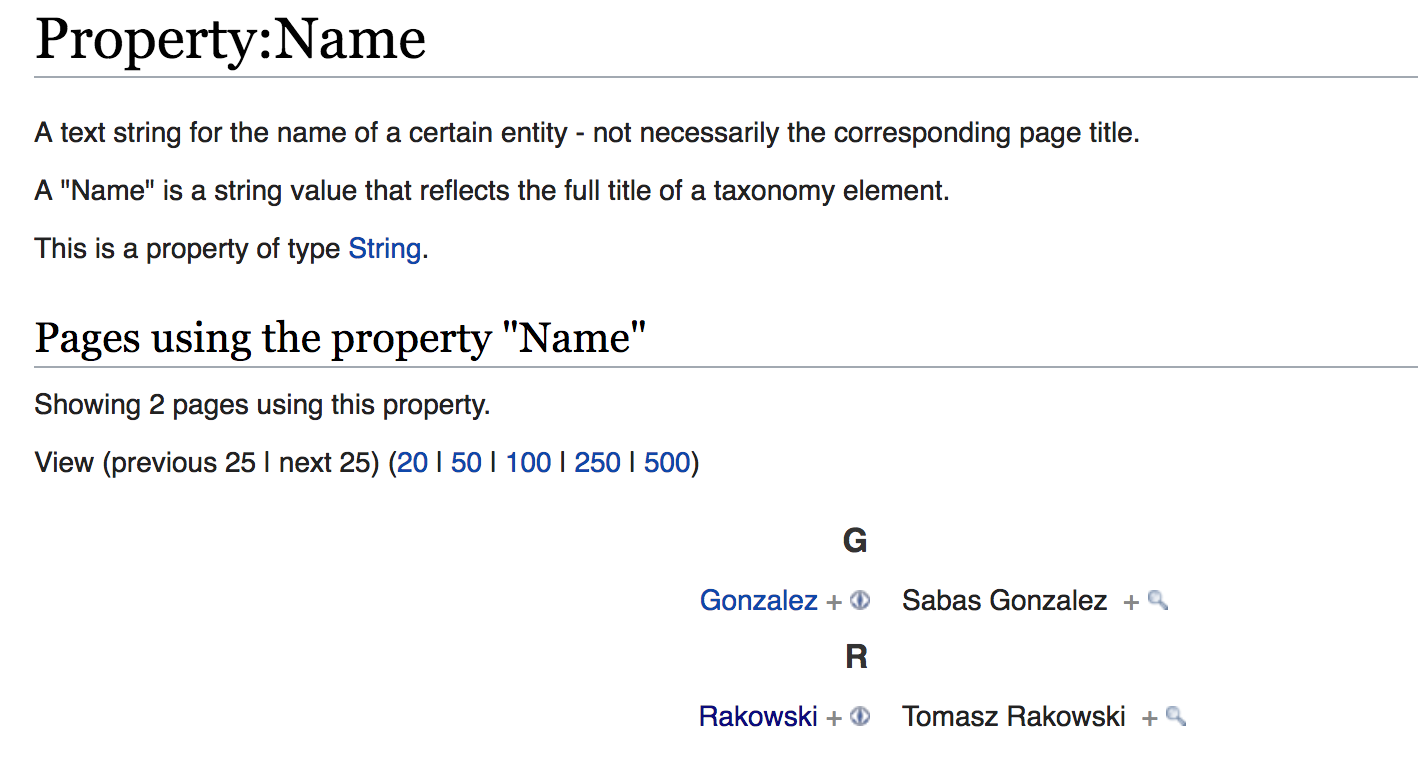 Property:Name
A text string for the name of a certain entity - not necessarily the corresponding page title.
A "Name" is a string value that reflects the full title of a taxonomy element.
This is a property of type String.
Pages using the property "Name"
Showing 2 pages using this property.
View (previous 25 | next 25) (20 | 50 | 100 | 250 | 500)
G
Gonzalez + Sabas Gonzalez +
R
Rakowski + Tomasz Rakowski +